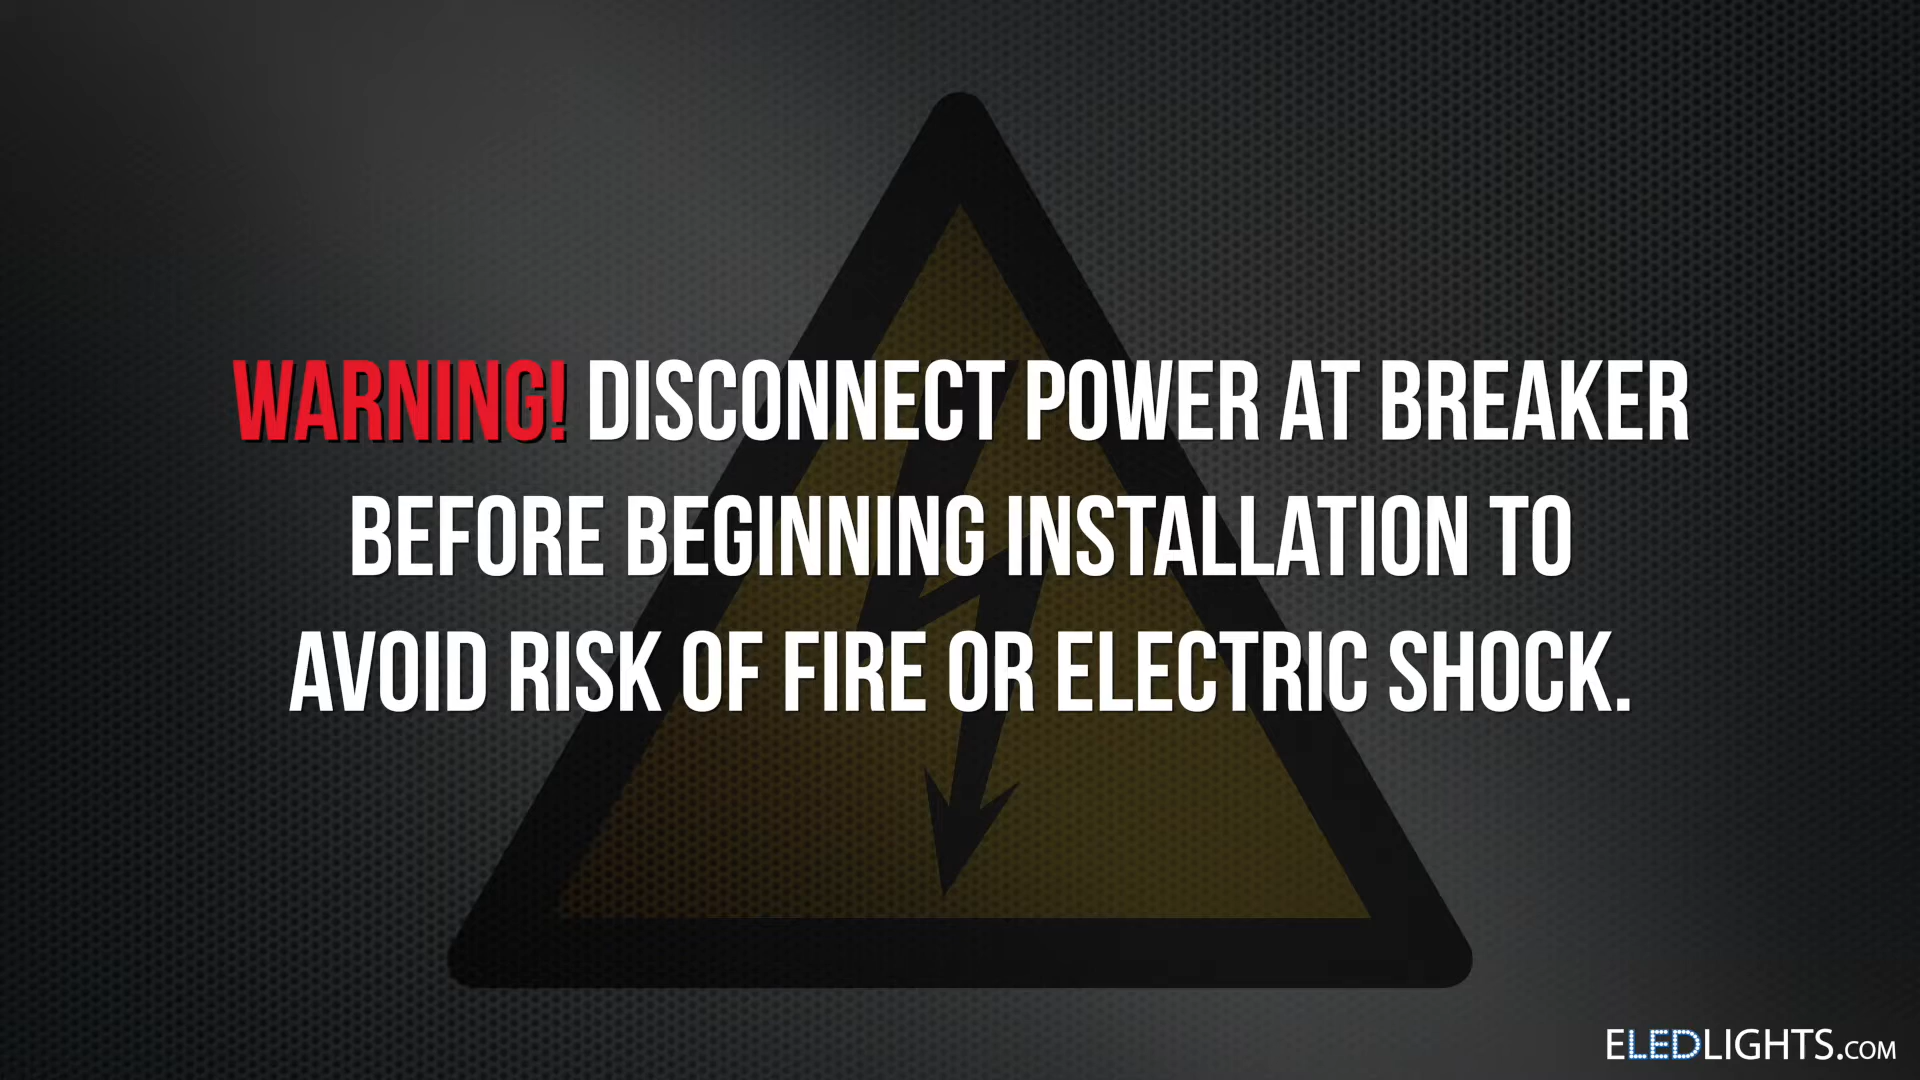 WARNING! DISCONNECT POWER AT BREAKER
BEFORE BEGINNING INSTALLATION TO
AVOID RISK OF FIRE OR ELECTRIC SHOCK.
ELEDLIGHTS.COM